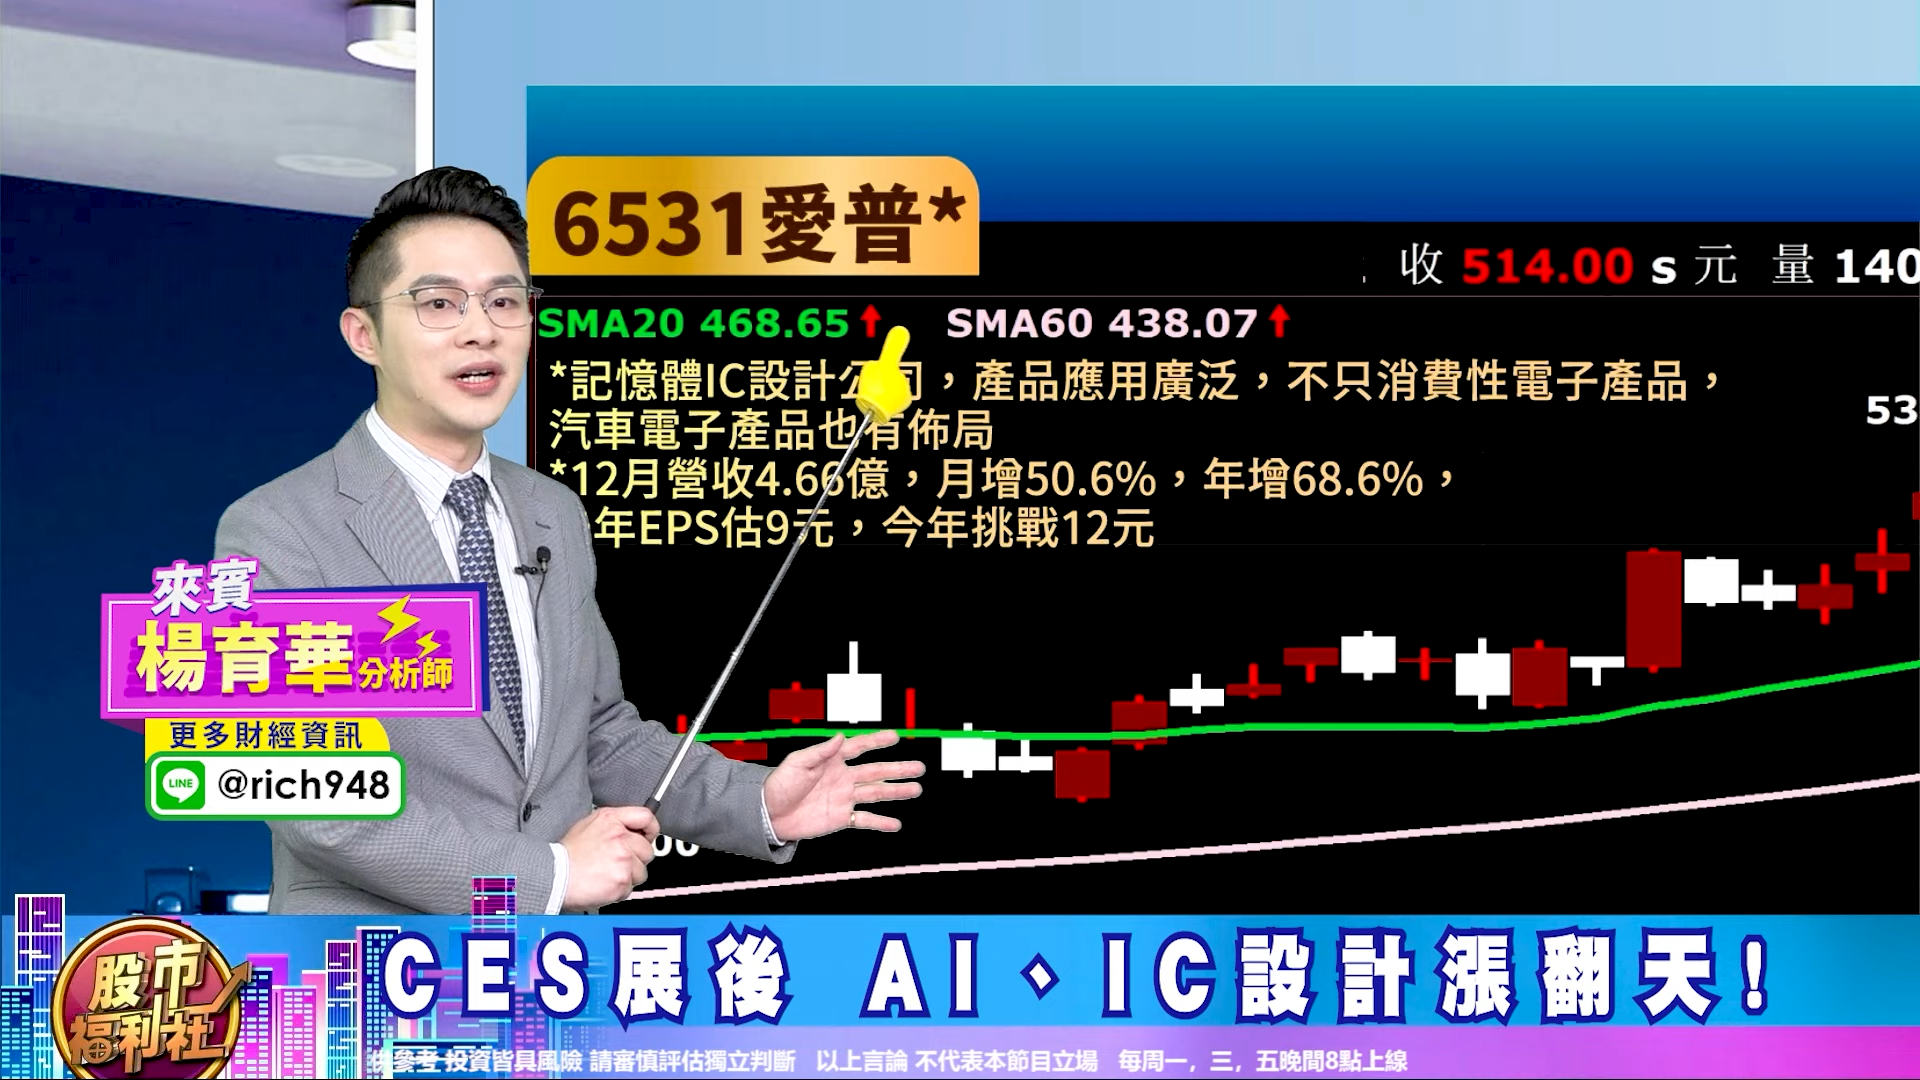 6531愛普*
收 514.00 s 元 量 140
SMA20 468.65↑ SMA60 438.07↑
*記憶體IC設計公司，產品應用廣泛，不只消費性電子產品，
汽車電子產品也有佈局
*12月營收4.66億，月增50.6%，年增68.6%，
年EPS估9元，今年挑戰12元
53
來賓
楊育華分析師
更多財經資訊
LINE @rich948
00
CES展後 AI、IC設計漲翻天!
股市
福利社
供參考 投資皆具風險 請審慎評估獨立判斷 以上言論 不代表本節目立場 每周一，三，五晚間8點上線